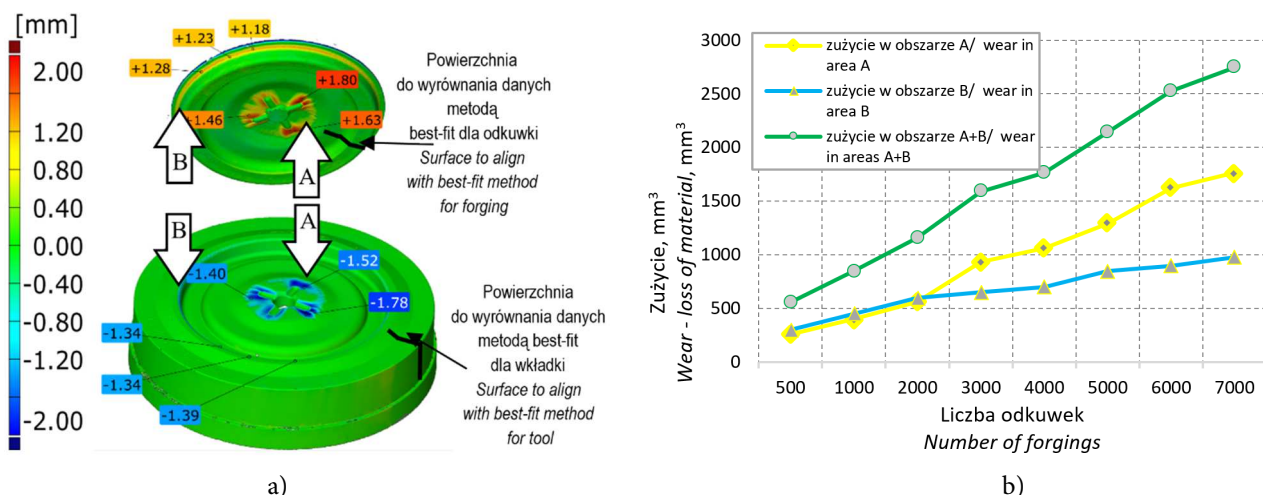 [mm]
2.00
1.20
0.80
0.40
0.00
-0.40
-0.80
-1.20
-2.00
+1.18
+1.23
+1.28
+1.80
+1.46
+1.63
B
A
Powierzchnia
do wyrównania danych
metodą
best-fit dla odkuwki
Surface to align
with best-fit method
for forging
B
A
-1.52
-1.40
-1.78
-1.34
-1.34
-1.39
Powierzchnia
do wyrównania danych
metodą best-fit
dla wkładki
Surface to align
with best-fit method
for tool
a)
Zużycie, mm³
Wear - loss of material, mm³
3000
2500
2000
1500
1000
500
0
zużycie w obszarze A/ wear in
area A
zużycie w obszarze B/ wear in
area B
zużycie w obszarze A+B/ wear
in areas A+B
500 1000 2000 3000 4000 5000 6000 7000
Liczba odkuwek
Number of forgings
b)